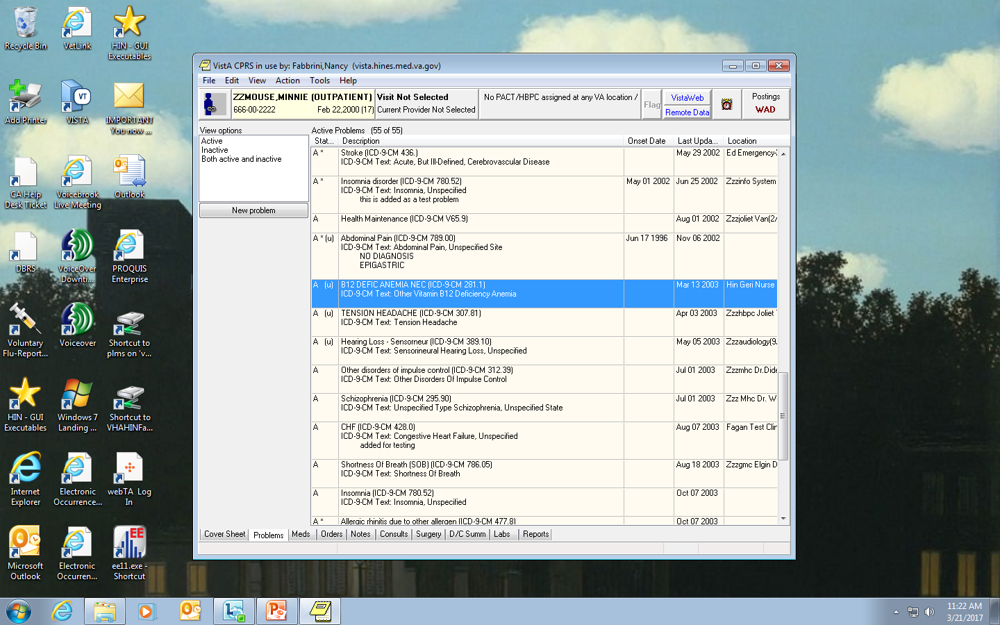 Recycle Bin
VetLink
HIN - GUI
Executables
Add Printer
VISTA
IMPORTANT
You now ...
CA Help
Desk Ticket
Voicebrook
Live Meeting
Outlook
DBRS
VoiceOver
Downti...
PROQUIS
Enterprise
Voluntary
Flu-Report...
Voiceover
Shortcut to
plms on 'v...
HIN - GUI
Executables
Windows 7
Landing ...
Shortcut to
VHAHINFa...
Internet
Explorer
Electronic
Occurrence...
webTA Log
In
Microsoft
Outlook
Electronic
Occurren...
ee11.exe -
Shortcut
VistA CPRS in use by: Fabbrini,Nancy (vista.hines.med.va.gov)
File Edit View Action Tools Help
ZZMOUSE,MINNIE (OUTPATIENT)
666-00-2222 Feb 22,2000 (17)
Visit Not Selected
Current Provider Not Selected
No PACT/HBPC assigned at any VA location /
Flag
VistaWeb
Remote Data
Postings
WAD
View options
Active
Inactive
Both active and inactive
New problem
Active Problems (55 of 55)
Stat... Description Onset Date Last Upda... Location
A * Stroke (ICD-9-CM 436.) May 29 2002 Ed Emergency-
ICD-9-CM Text: Acute, But Ill-Defined, Cerebrovascular Disease
A * Insomnia disorder (ICD-9-CM 780.52) May 01 2002 Jun 25 2002 Zzzinfo System
ICD-9-CM Text: Insomnia, Unspecified
this is added as a test problem
A Health Maintenance (ICD-9-CM V65.9) Aug 01 2002 Zzzjoliet Van(2/
A * (u) Abdominal Pain (ICD-9-CM 789.00) Jun 17 1996 Nov 06 2002
ICD-9-CM Text: Abdominal Pain, Unspecified Site
NO DIAGNOSIS
EPIGASTRIC
A (u) B12 DEFIC ANEMIA NEC (ICD-9-CM 281.1) Mar 13 2003 Hin Geri Nurse
ICD-9-CM Text: Other Vitamin B12 Deficiency Anemia
A (u) TENSION HEADACHE (ICD-9-CM 307.81) Apr 03 2003 Zzzhbpc Joliet
ICD-9-CM Text: Tension Headache
A (u) Hearing Loss - Sensorneur (ICD-9-CM 389.10) May 05 2003 Zzzaudiology(9.
ICD-9-CM Text: Sensorineural Hearing Loss, Unspecified
A Other disorders of impulse control (ICD-9-CM 312.39) Jul 01 2003 Zzzmhc Dr.Dide
ICD-9-CM Text: Other Disorders Of Impulse Control
A Schizophrenia (ICD-9-CM 295.90) Jul 01 2003 Zzz Mhc Dr. W
ICD-9-CM Text: Unspecified Type Schizophrenia, Unspecified State
A CHF (ICD-9-CM 428.0) Aug 07 2003 Fagan Test Clin
ICD-9-CM Text: Congestive Heart Failure, Unspecified
added for testing
A Shortness Of Breath (SOB) (ICD-9-CM 786.05) Aug 18 2003 Zzzgmc Elgin D
ICD-9-CM Text: Shortness Of Breath
A Insomnia (ICD-9-CM 780.52) Oct 07 2003
ICD-9-CM Text: Insomnia, Unspecified
A * Allergic rhinitis due to other allergen (ICD-9-CM 477.8) Oct 07 2003
Cover Sheet Problems Meds Orders Notes Consults Surgery D/C Summ Labs Reports
11:22 AM
3/21/2017